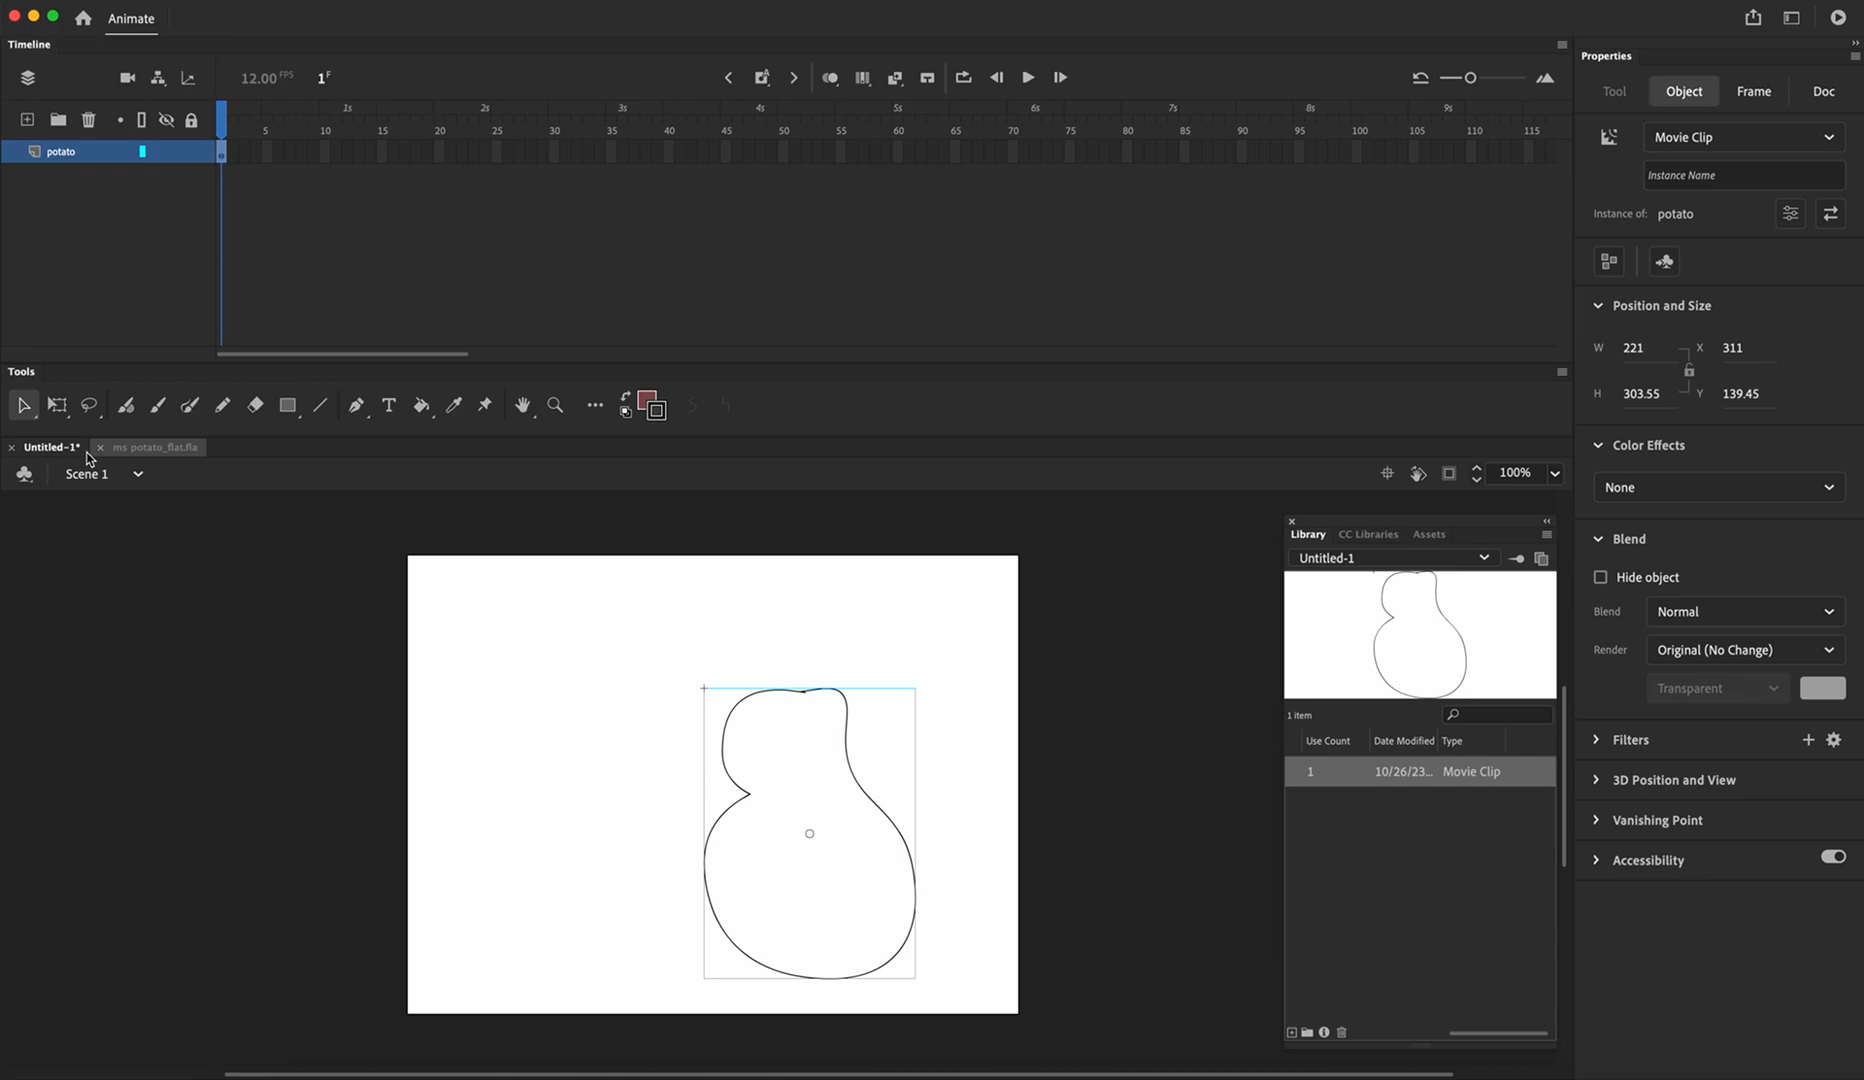 Animate
Timeline
12.00 FPS 1F
1s 2s 3s 4s 5s 6s 7s 8s 9s
5 10 15 20 25 30 35 40 45 50 55 60 65 70 75 80 85 90 95 100 105 110 115
potato
Tools
Untitled-1* ms potato_flat.fla
Scene 1
100%
Library CC Libraries Assets
Untitled-1
1 item
Use Count Date Modified Type
1 10/26/23... Movie Clip
Properties
Tool Object Frame Doc
Movie Clip
Instance Name
Instance of: potato
Position and Size
W 221 X 311
H 303.55 Y 139.45
Color Effects
None
Blend
Hide object
Blend Normal
Render Original (No Change)
Transparent
Filters
3D Position and View
Vanishing Point
Accessibility